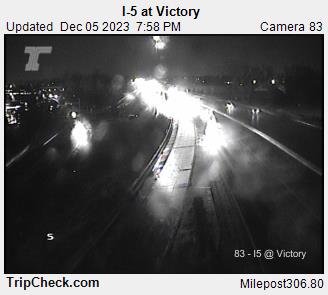 I-5 at Victory
Updated Dec 05 2023 7:58 PM Camera 83
T
S
83 - I5 @ Victory
TripCheck.com Milepost306.80